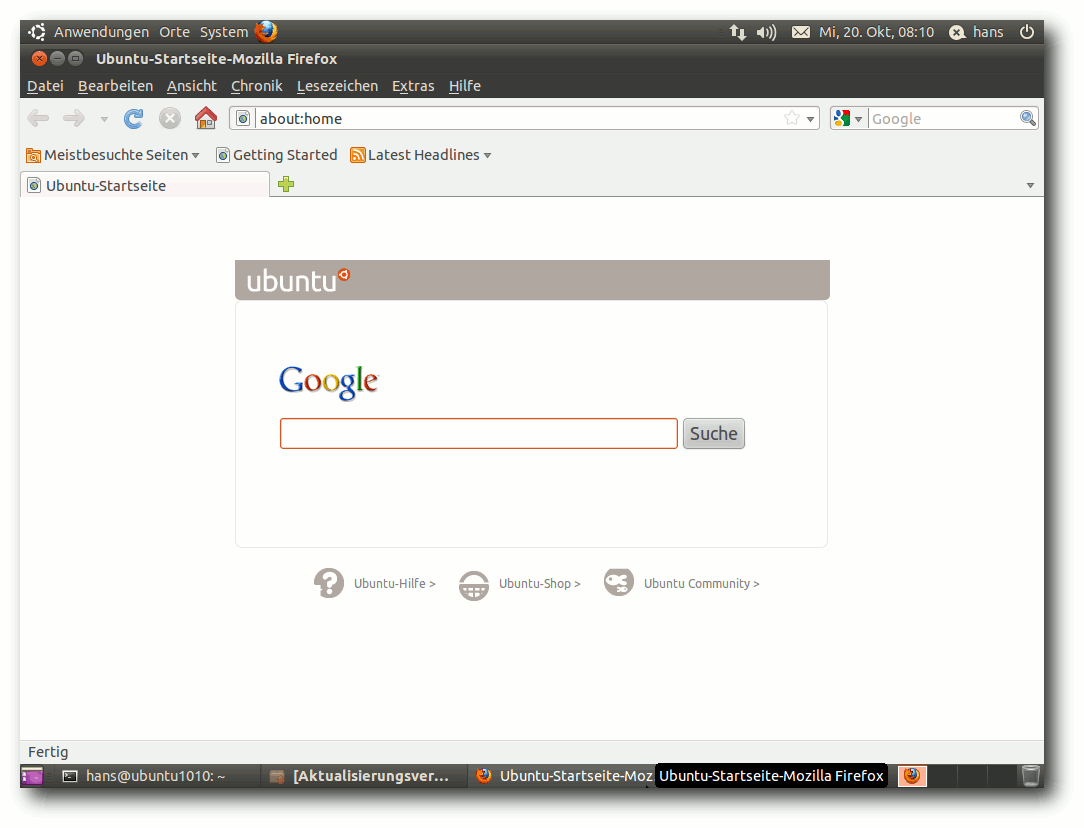 Anwendungen Orte System Mi, 20. Okt, 08:10 hans
Ubuntu-Startseite-Mozilla Firefox
Datei Bearbeiten Ansicht Chronik Lesezeichen Extras Hilfe
about:home Google
Meistbesuchte Seiten Getting Started Latest Headlines
Ubuntu-Startseite
ubuntu
Google
Suche
Ubuntu-Hilfe > Ubuntu-Shop > Ubuntu Community >
Fertig
hans@ubuntu1010: ~ [Aktualisierungsver... Ubuntu-Startseite-Moz Ubuntu-Startseite-Mozilla Firefox